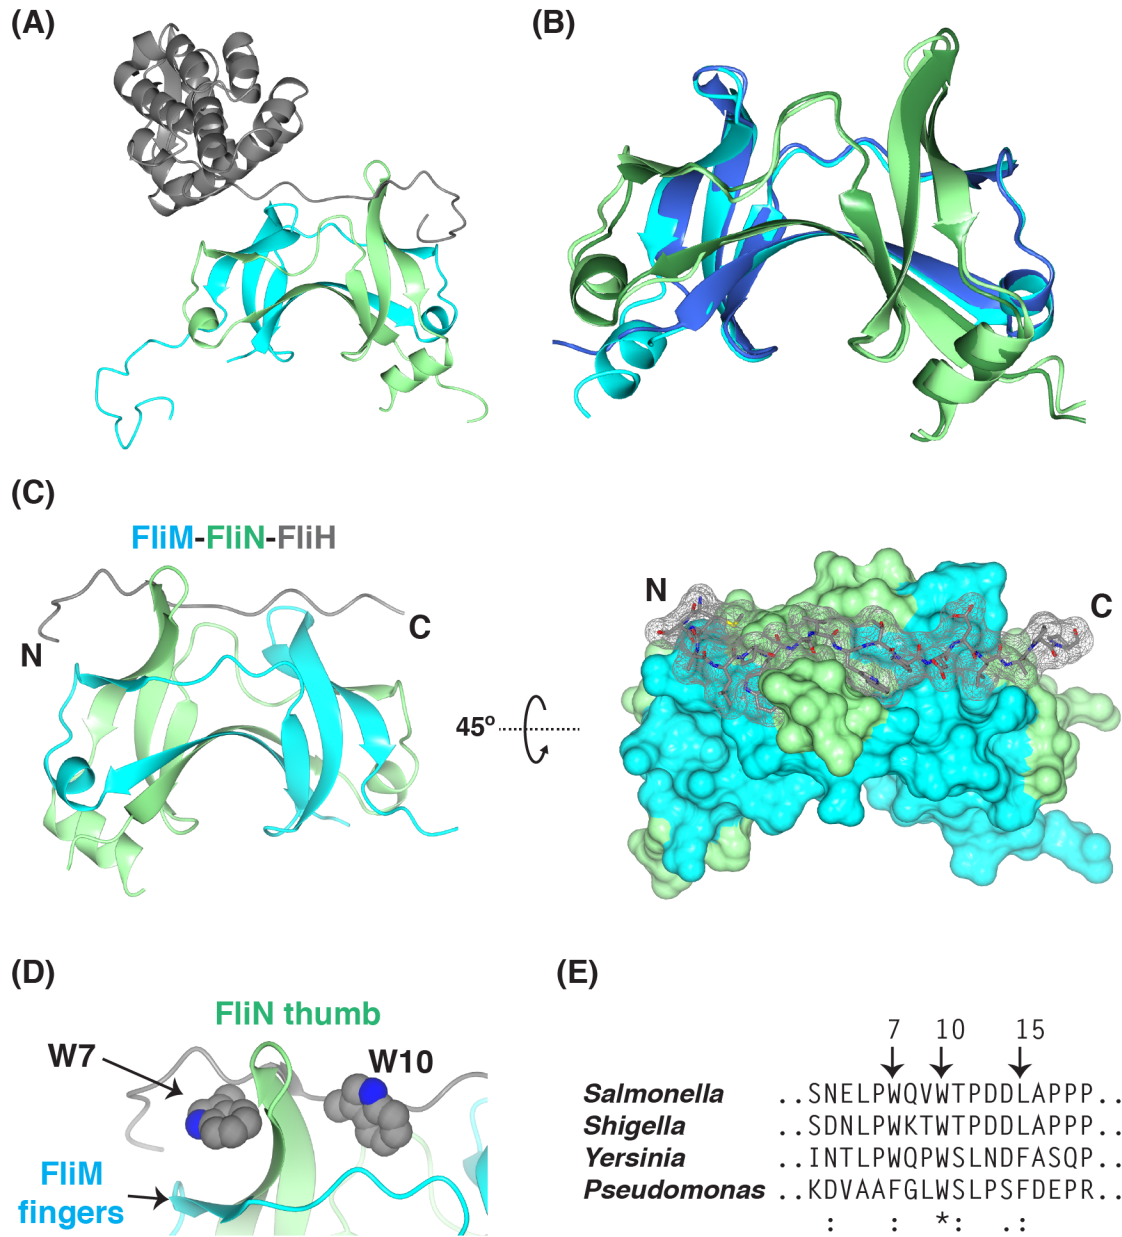 (A)
(B)
(C)
FliM-FliN-FliH
N
C
45º
N
C
(D)
FliN thumb
W7
W10
FliM
fingers
(E)
7 10 15
Salmonella ..SNELPWQVWTPDDLAPPP..
Shigella ..SDNLPWKTWTPDDLAPPP..
Yersinia ..INTLPWQPWSLNDFASQP..
Pseudomonas ..KDVAAFGLWSLPSFDEPR..
: : *: .: